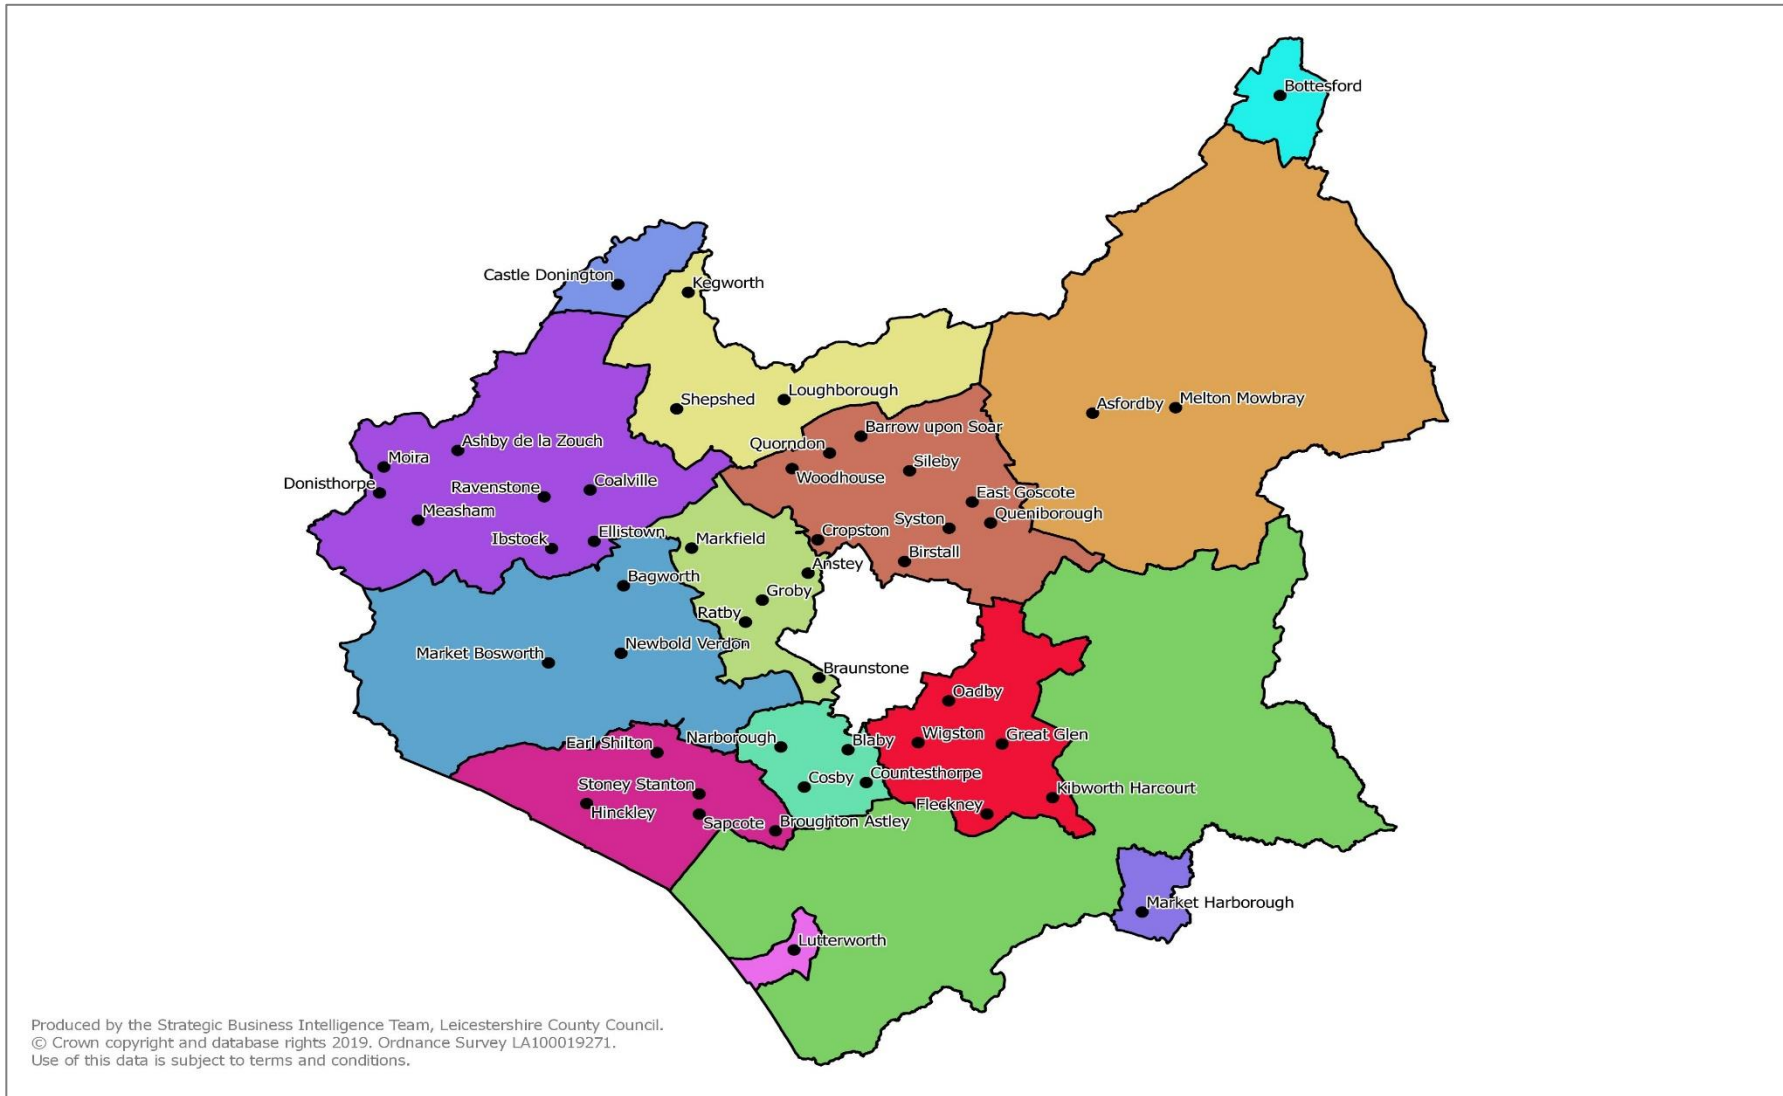 Bottesford
Castle Donington
Kegworth
Shepshed
Loughborough
Asfordby
Melton Mowbray
Barrow upon Soar
Quorndon
Ashby de la Zouch
Moira
Sileby
Woodhouse
Donisthorpe
Ravenstone
Coalville
East Goscote
Measham
Syston
Queniborough
Ibstock
Ellistown
Markfield
Cropston
Birstall
Anstey
Bagworth
Groby
Ratby
Newbold Verdon
Market Bosworth
Braunstone
Oadby
Earl Shilton
Narborough
Blaby
Wigston
Great Glen
Stoney Stanton
Cosby
Countesthorpe
Kibworth Harcourt
Hinckley
Sapcote
Broughton Astley
Fleckney
Market Harborough
Lutterworth
Produced by the Strategic Business Intelligence Team, Leicestershire County Council.
© Crown copyright and database rights 2019. Ordnance Survey LA100019271.
Use of this data is subject to terms and conditions.